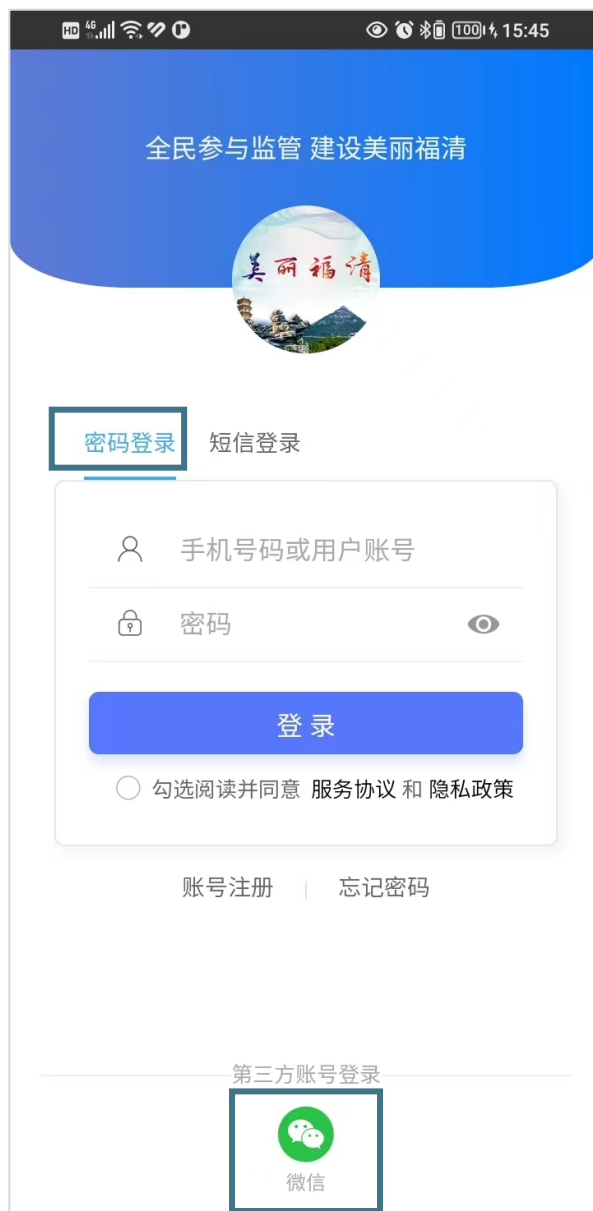 HD 4G 100 15:45
全民参与监管 建设美丽福清
美丽福清
密码登录 短信登录
手机号码或用户账号
密码
登录
勾选阅读并同意 服务协议 和 隐私政策
账号注册 忘记密码
第三方账号登录
微信